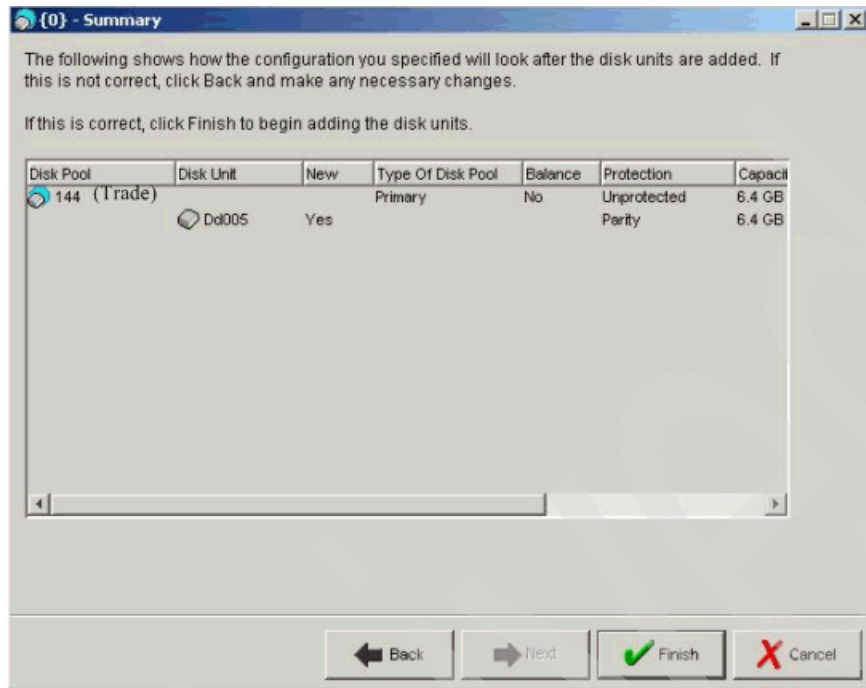 {0} - Summary
The following shows how the configuration you specified will look after the disk units are added. If
this is not correct, click Back and make any necessary changes.
If this is correct, click Finish to begin adding the disk units.
Disk Pool Disk Unit New Type Of Disk Pool Balance Protection Capacit
144 (Trade) Primary No Unprotected 6.4 GB
Dd005 Yes Parity 6.4 GB
Back Next Finish Cancel